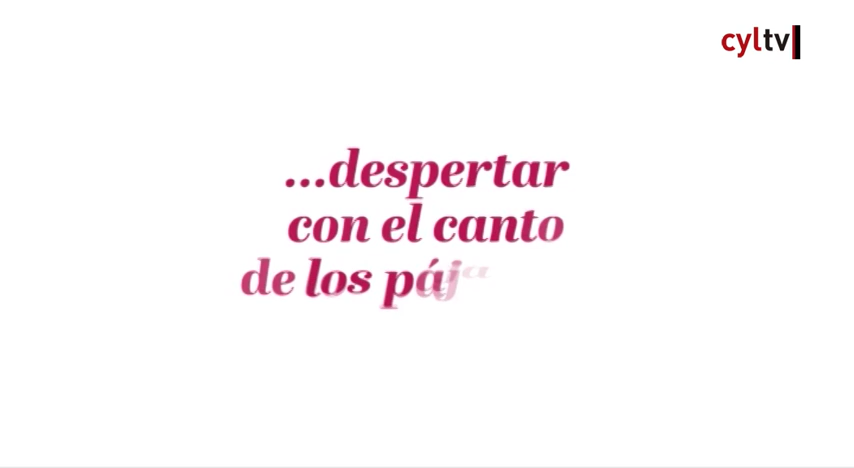 cyltv
...despertar
con el canto
de los